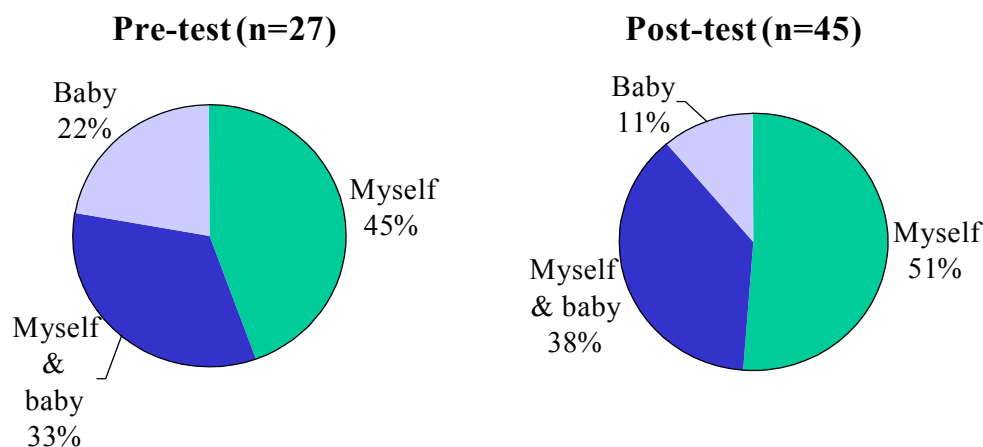 Pre-test (n=27)
Baby
22%
Myself
45%
Myself
&
baby
33%
Post-test (n=45)
Baby
11%
Myself
51%
Myself
& baby
38%